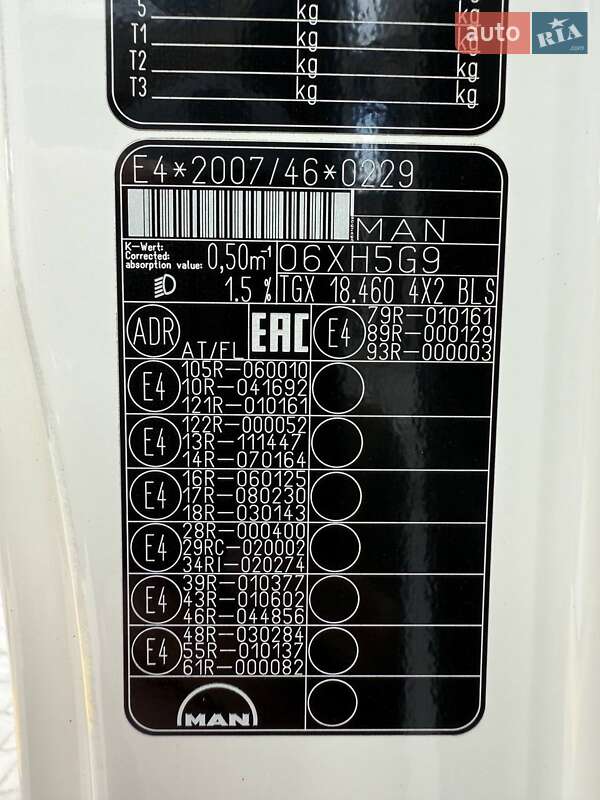 5 kg kg
T1 kg kg
T2 kg kg
T3 kg kg
auto RIA .com
E4*2007/46*0229
MAN
K-Wert:
Corrected
absorption value: 0,50m⁻¹ 06XH5G9
1.5 % TGX 18.460 4X2 BLS
ADR AT/FL EAC E4 79R-010161
89R-000129
93R-000003
E4 105R-060010
10R-041692
121R-010161
E4 122R-000052
13R-111447
14R-070164
E4 16R-060125
17R-080230
18R-030143
E4 28R-000400
29RC-020002
34RI-020274
E4 39R-010377
43R-010602
46R-044856
E4 48R-030284
55R-010137
61R-000082
MAN